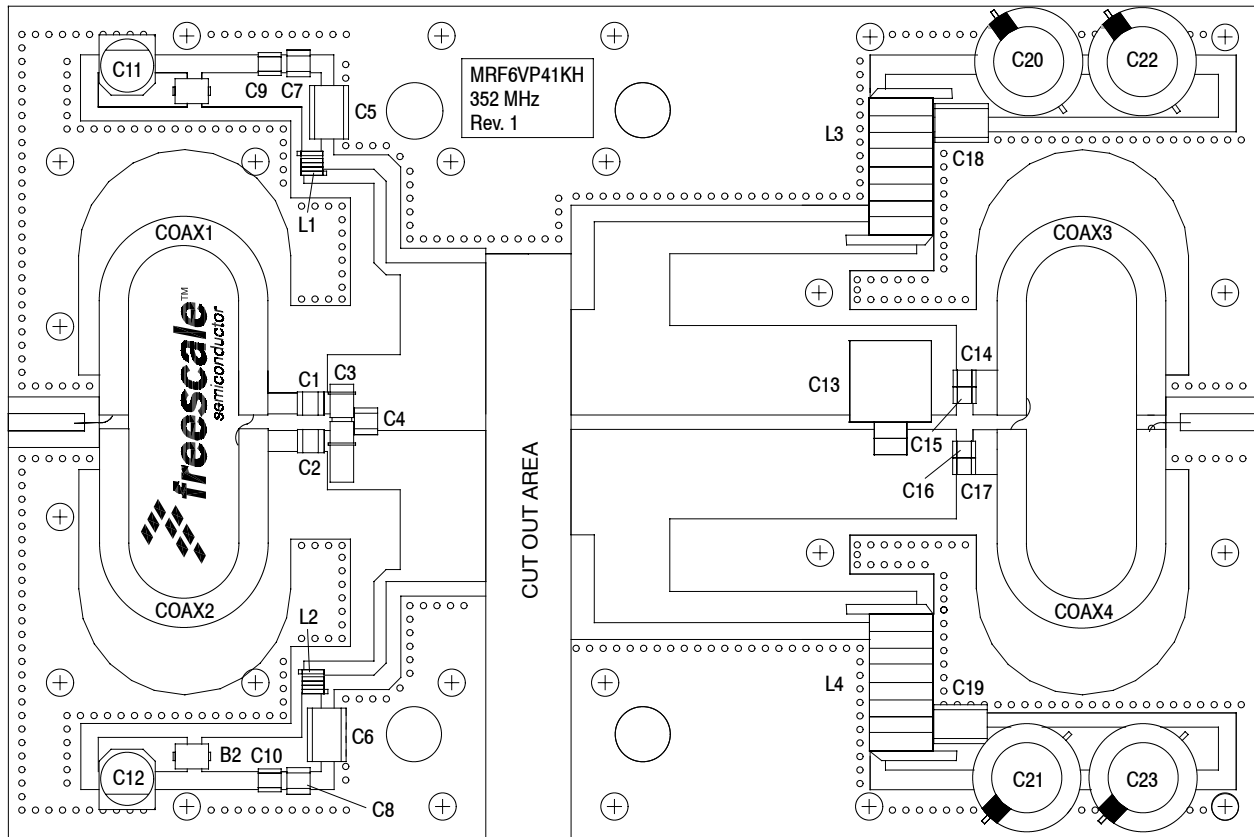 C11
C9
C7
C5
MRF6VP41KH
352 MHz
Rev. 1
C20
C22
L3
C18
L1
COAX1
COAX3
freescale™
semiconductor
C1
C3
C4
C2
C13
C14
C15
C16
C17
CUT OUT AREA
COAX2
COAX4
L2
L4
C19
C6
B2
C10
C12
C8
C21
C23